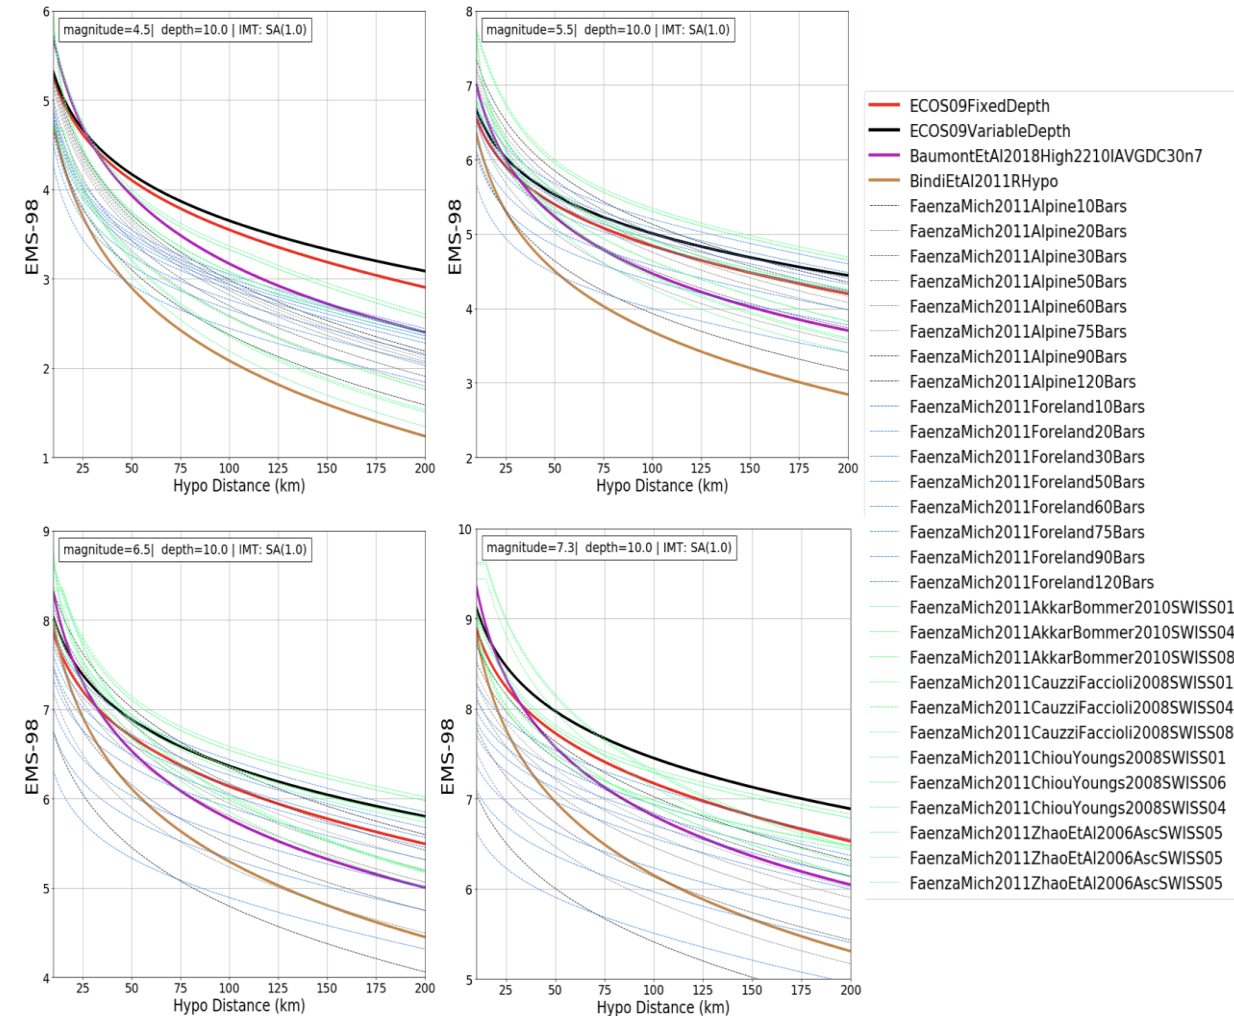 magnitude=4.5|  depth=10.0 | IMT: SA(1.0)
6
5
4
3
2
1
EMS-98
25 50 75 100 125 150 175 200
Hypo Distance (km)
magnitude=5.5|  depth=10.0 | IMT: SA(1.0)
8
7
6
5
4
3
2
EMS-98
25 50 75 100 125 150 175 200
Hypo Distance (km)
magnitude=6.5|  depth=10.0 | IMT: SA(1.0)
9
8
7
6
5
4
EMS-98
25 50 75 100 125 150 175 200
Hypo Distance (km)
magnitude=7.3|  depth=10.0 | IMT: SA(1.0)
10
9
8
7
6
5
25 50 75 100 125 150 175 200
Hypo Distance (km)
ECOS09FixedDepth
ECOS09VariableDepth
BaumontEtAl2018High2210IAVGDC30n7
BindiEtAl2011RHypo
FaenzaMich2011Alpine10Bars
FaenzaMich2011Alpine20Bars
FaenzaMich2011Alpine30Bars
FaenzaMich2011Alpine50Bars
FaenzaMich2011Alpine60Bars
FaenzaMich2011Alpine75Bars
FaenzaMich2011Alpine90Bars
FaenzaMich2011Alpine120Bars
FaenzaMich2011Foreland10Bars
FaenzaMich2011Foreland20Bars
FaenzaMich2011Foreland30Bars
FaenzaMich2011Foreland50Bars
FaenzaMich2011Foreland60Bars
FaenzaMich2011Foreland75Bars
FaenzaMich2011Foreland90Bars
FaenzaMich2011Foreland120Bars
FaenzaMich2011AkkarBommer2010SWISS01
FaenzaMich2011AkkarBommer2010SWISS04
FaenzaMich2011AkkarBommer2010SWISS08
FaenzaMich2011CauzziFaccioli2008SWISS01
FaenzaMich2011CauzziFaccioli2008SWISS04
FaenzaMich2011CauzziFaccioli2008SWISS08
FaenzaMich2011ChiouYoungs2008SWISS01
FaenzaMich2011ChiouYoungs2008SWISS06
FaenzaMich2011ChiouYoungs2008SWISS04
FaenzaMich2011ZhaoEtAl2006AscSWISS05
FaenzaMich2011ZhaoEtAl2006AscSWISS05
FaenzaMich2011ZhaoEtAl2006AscSWISS05